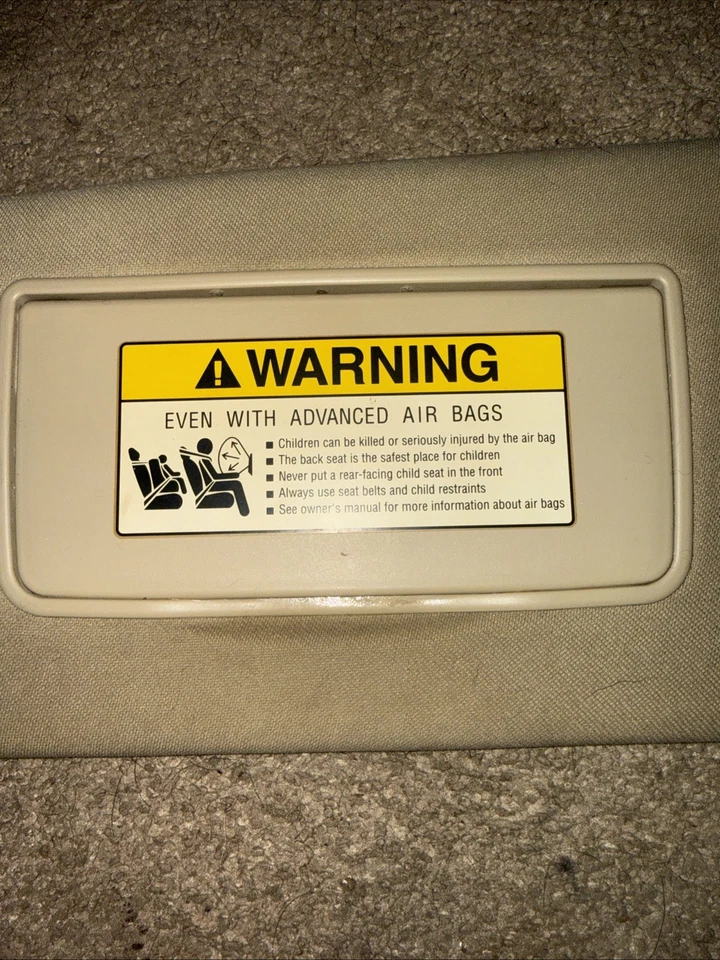 WARNING
EVEN WITH ADVANCED AIR BAGS
■ Children can be killed or seriously injured by the air bag
■ The back seat is the safest place for children
■ Never put a rear-facing child seat in the front
■ Always use seat belts and child restraints
■ See owner's manual for more information about air bags